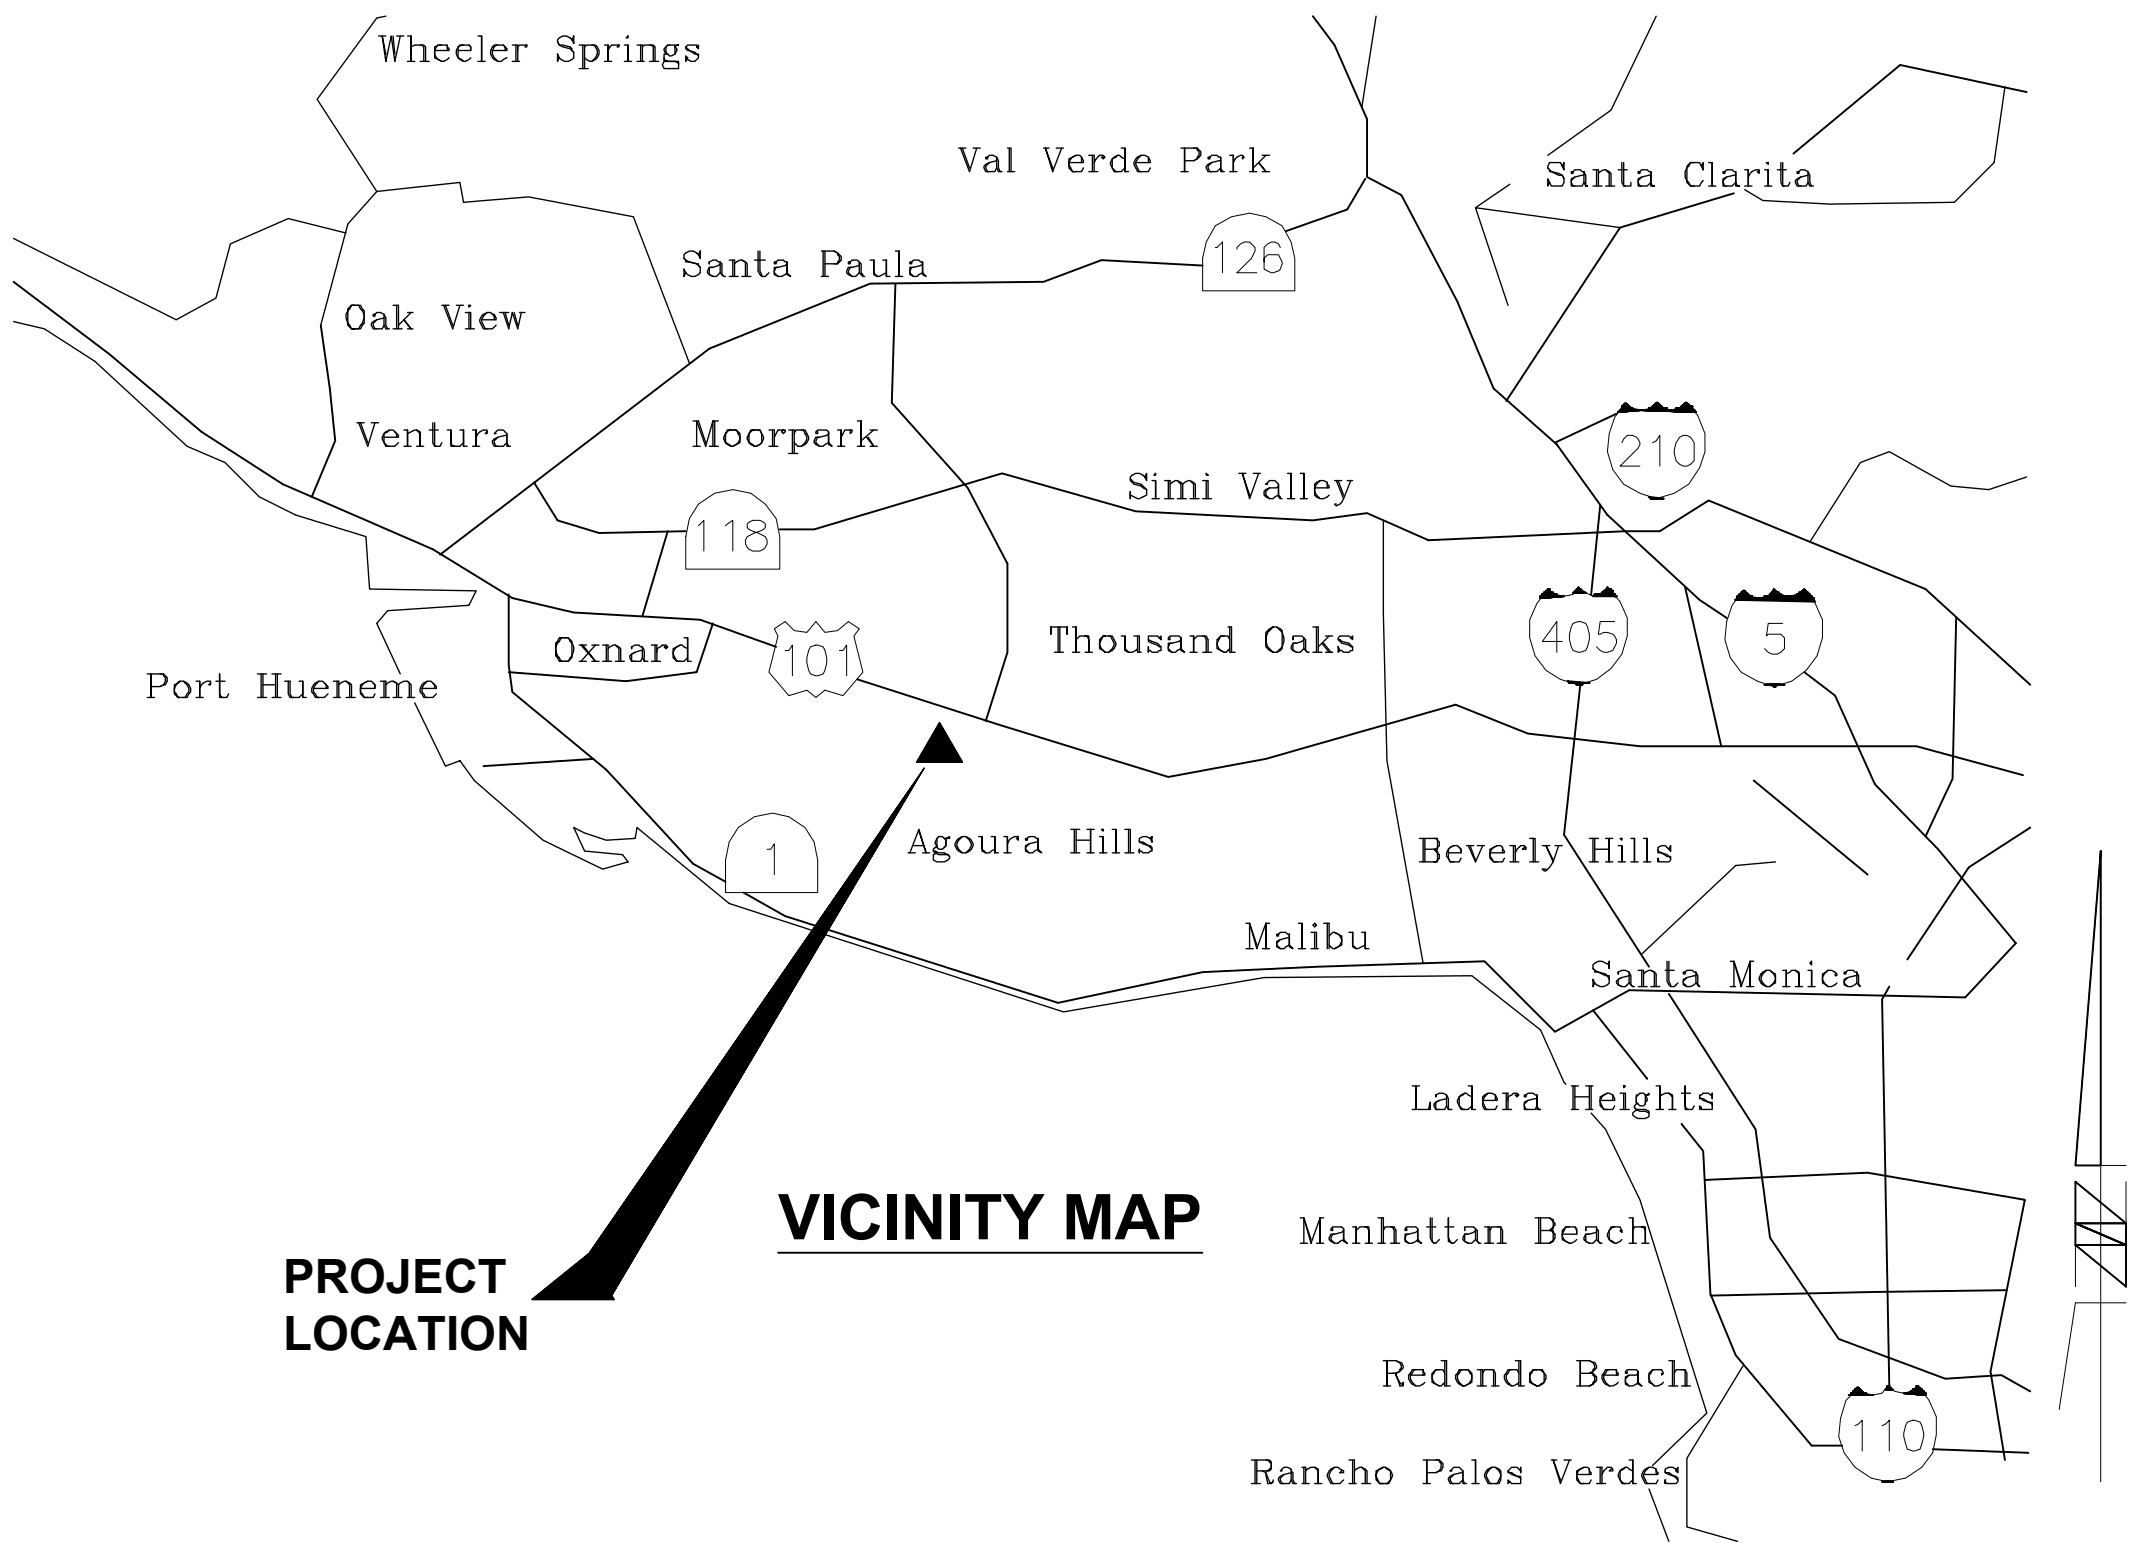 Wheeler Springs
Val Verde Park
Santa Clarita
Santa Paula
126
Oak View
Ventura
Moorpark
210
Simi Valley
118
405
5
Oxnard
101
Thousand Oaks
Port Hueneme
1
Agoura Hills
Beverly Hills
Malibu
Santa Monica
Ladera Heights
VICINITY MAP
Manhattan Beach
PROJECT
LOCATION
Redondo Beach
110
Rancho Palos Verdes
N